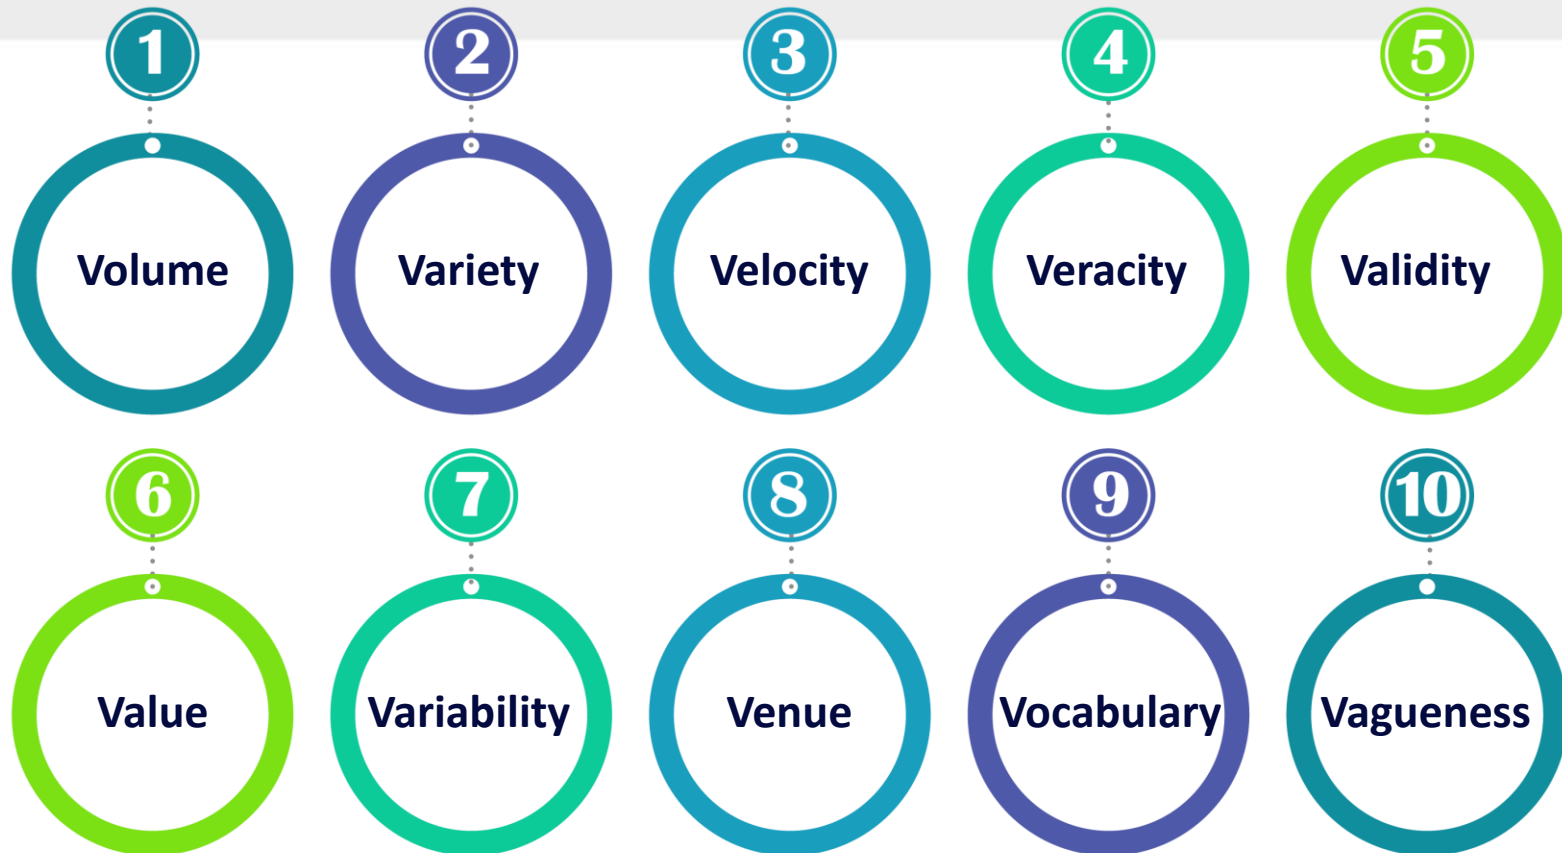 1 2 3 4 5
Volume Variety Velocity Veracity Validity
6 7 8 9 10
Value Variability Venue Vocabulary Vagueness